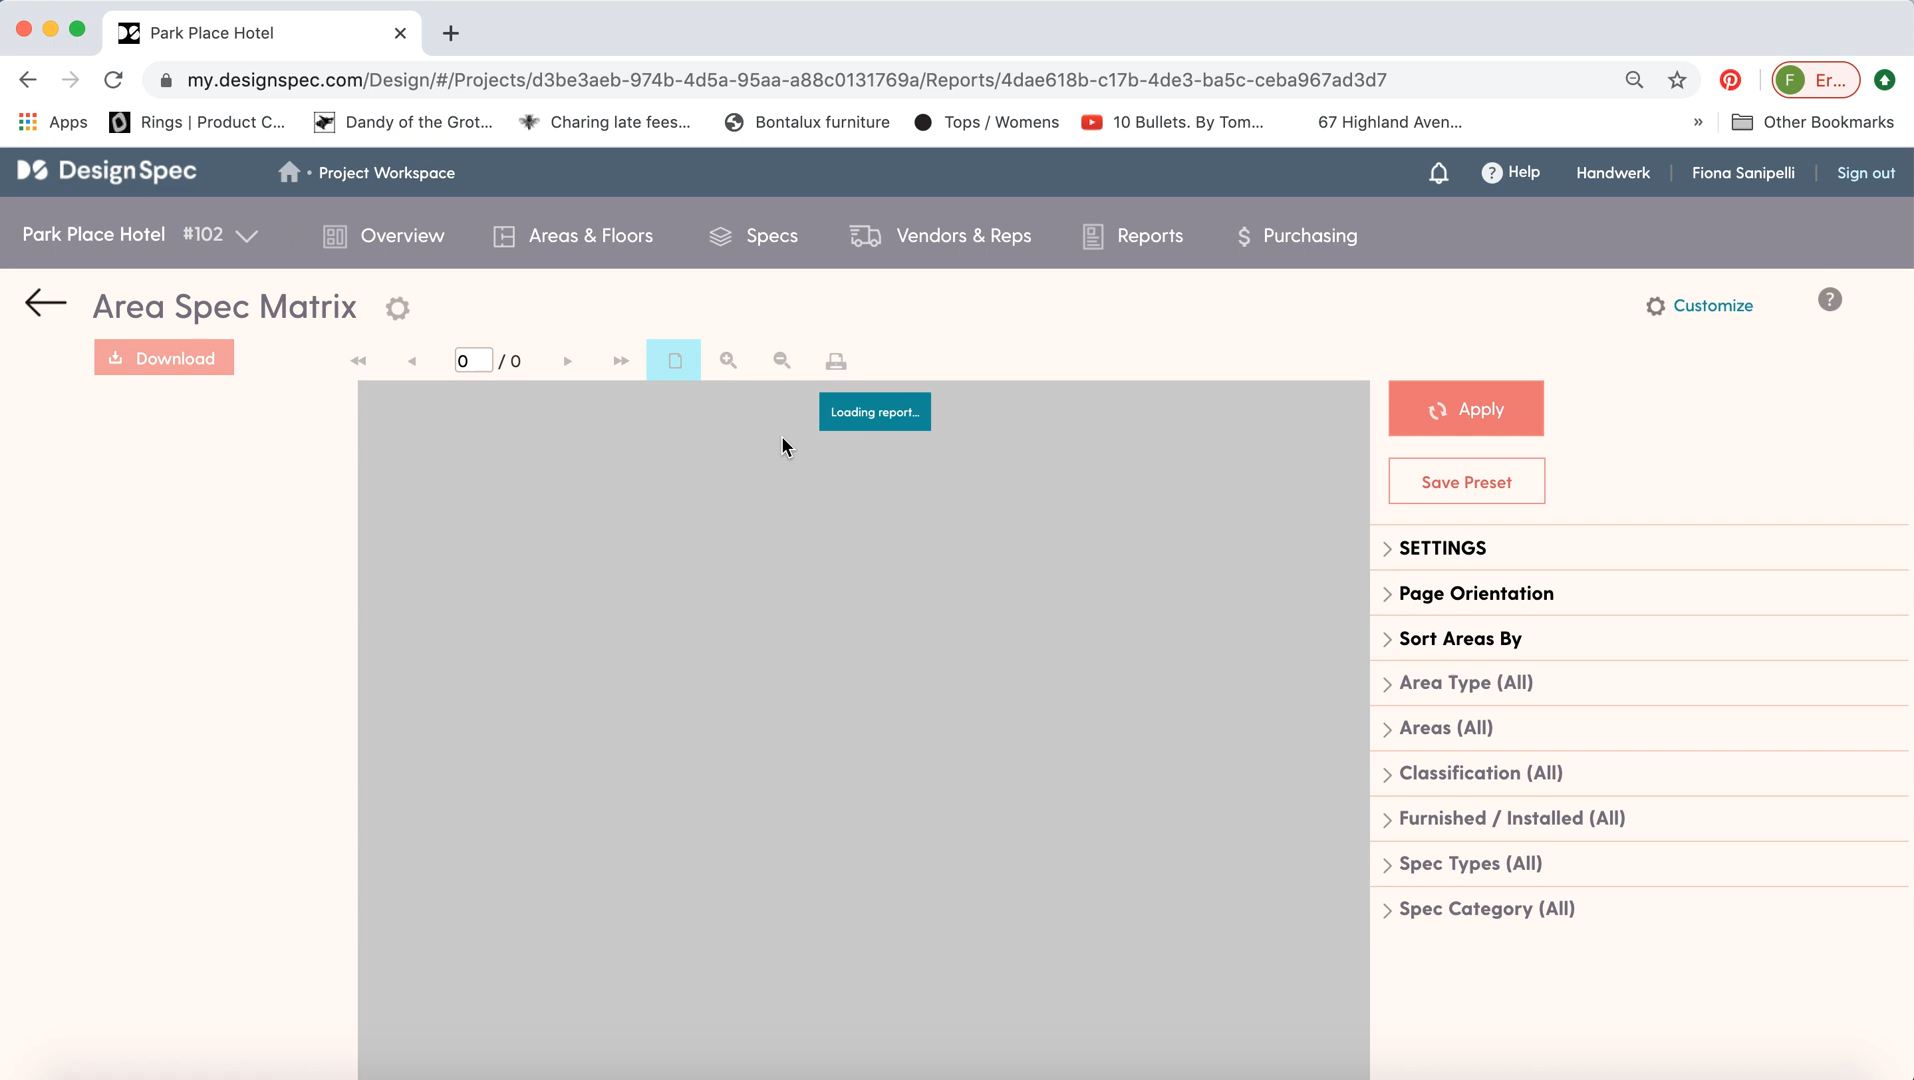 Park Place Hotel
my.designspec.com/Design/#/Projects/d3be3aeb-974b-4d5a-95aa-a88c0131769a/Reports/4dae618b-c17b-4de3-ba5c-ceba967ad3d7
F Er...
Apps Rings | Product C... Dandy of the Grot... Charing late fees... Bontalux furniture Tops / Womens 10 Bullets. By Tom... 67 Highland Aven... » Other Bookmarks
DesignSpec • Project Workspace ? Help Handwerk | Fiona Sanipelli | Sign out
Park Place Hotel #102 Overview Areas & Floors Specs Vendors & Reps Reports $ Purchasing
Area Spec Matrix Customize ?
Download 0 / 0
Loading report...
Apply
Save Preset
SETTINGS
Page Orientation
Sort Areas By
Area Type (All)
Areas (All)
Classification (All)
Furnished / Installed (All)
Spec Types (All)
Spec Category (All)